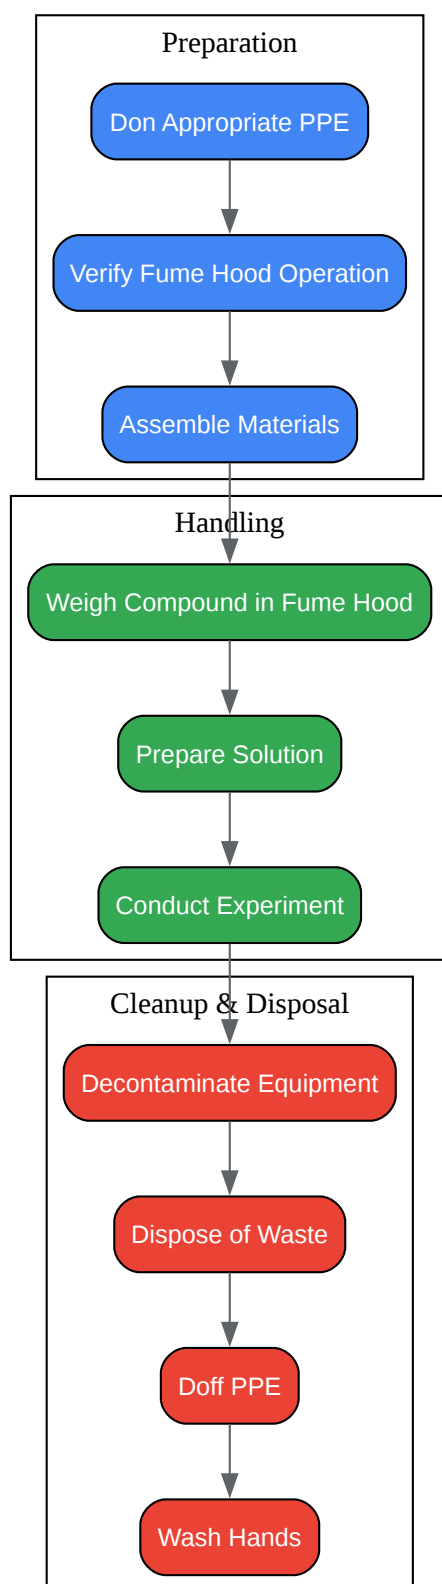 Preparation
Don Appropriate PPE
Verify Fume Hood Operation
Assemble Materials
Handling
Weigh Compound in Fume Hood
Prepare Solution
Conduct Experiment
Cleanup & Disposal
Decontaminate Equipment
Dispose of Waste
Doff PPE
Wash Hands